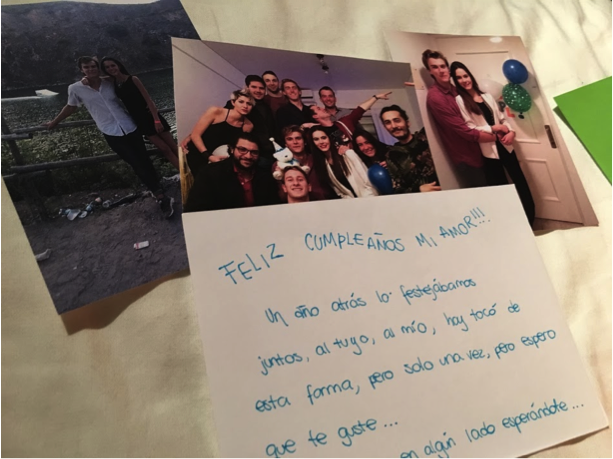 FELIZ CUMPLEAÑOS MI AMOR!!!
Un año atrás lo festejábamos
juntos, al tuyo, al mío, hoy tocó de
esta forma, pero solo una vez, pero espero
que te guste...
en algún lado esperándote...